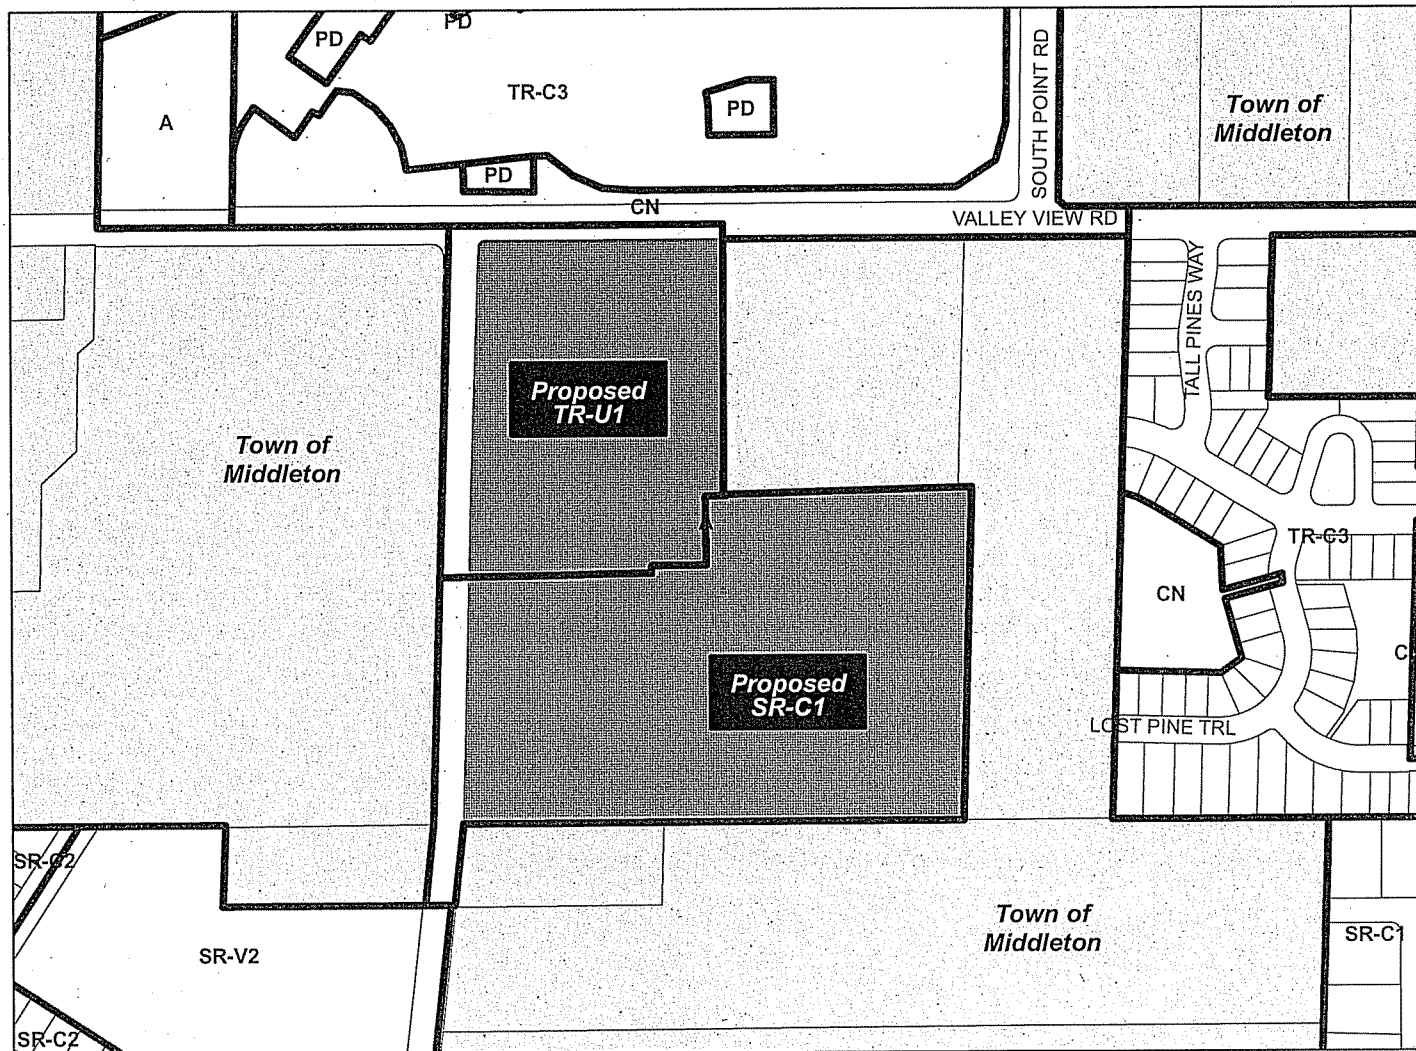 PD
PD
TR-C3
PD
A
PD
SOUTH POINT RD
Town of
Middleton
CN
VALLEY VIEW RD
TALL PINES WAY
Proposed
TR-U1
Town of
Middleton
TR-C3
CN
Proposed
SR-C1
LOST PINE TRL
SR-C2
Town of
Middleton
SR-V2
SR-C1
SR-C2